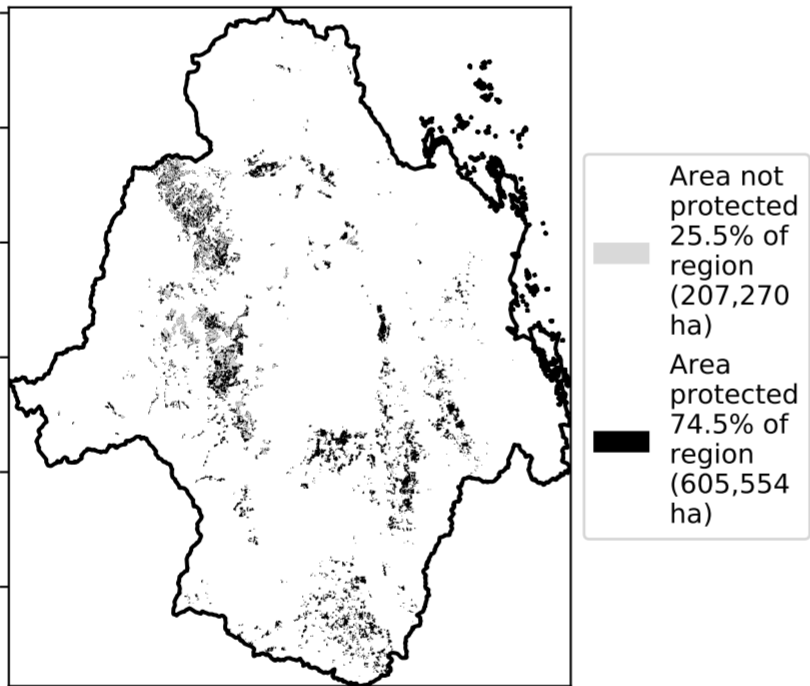 Area not
protected
25.5% of
region
(207,270
ha)
Area
protected
74.5% of
region
(605,554
ha)